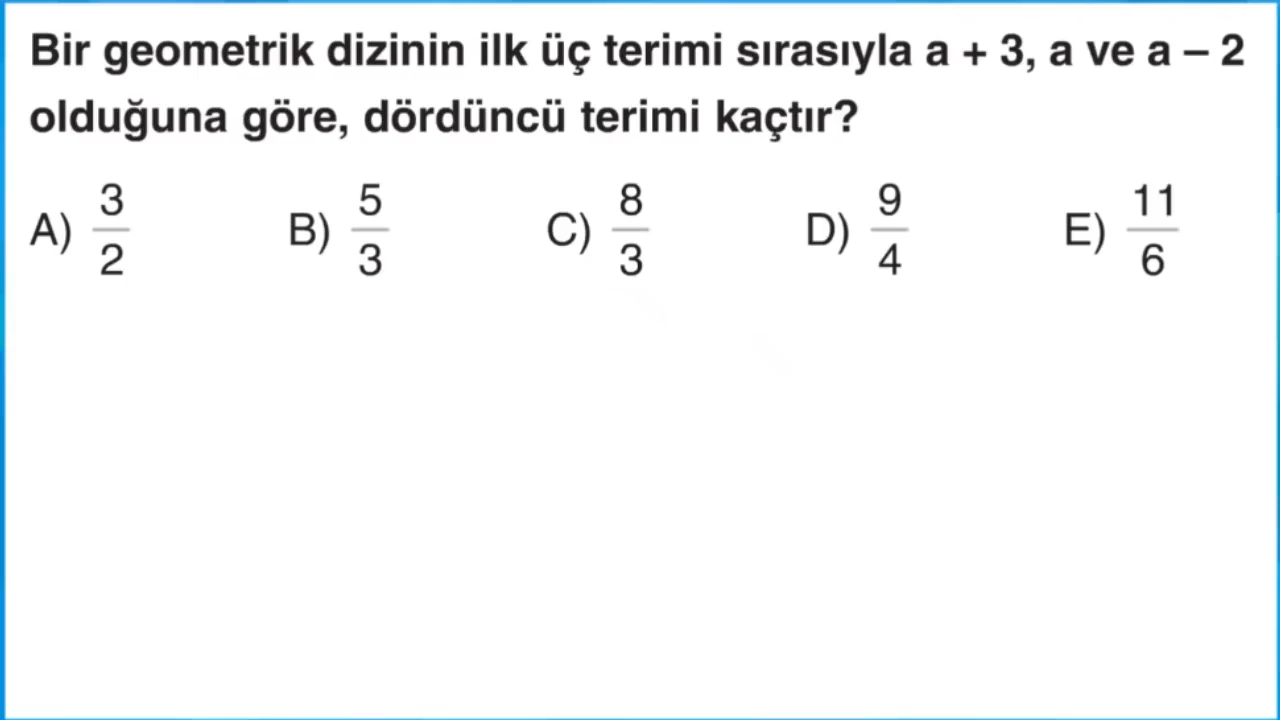 Bir geometrik dizinin ilk üç terimi sırasıyla a + 3, a ve a – 2
olduğuna göre, dördüncü terimi kaçtır?
A) 3/2 B) 5/3 C) 8/3 D) 9/4 E) 11/6